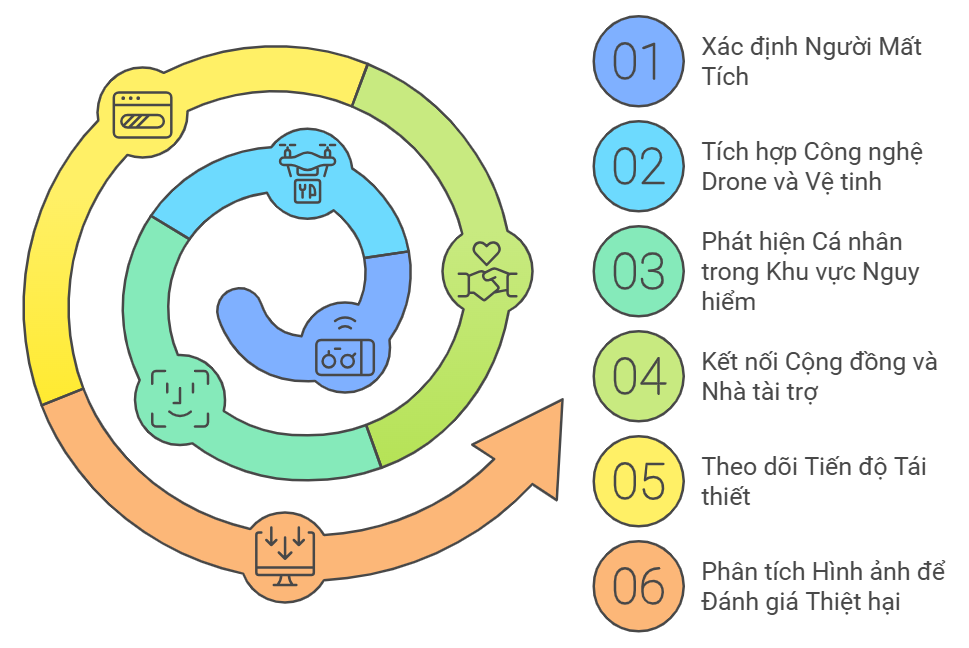 01
Xác định Người Mất
Tích
02
Tích hợp Công nghệ
Drone và Vệ tinh
03
Phát hiện Cá nhân
trong Khu vực Nguy
hiểm
04
Kết nối Cộng đồng và
Nhà tài trợ
05
Theo dõi Tiến độ Tái
thiết
06
Phân tích Hình ảnh để
Đánh giá Thiệt hại